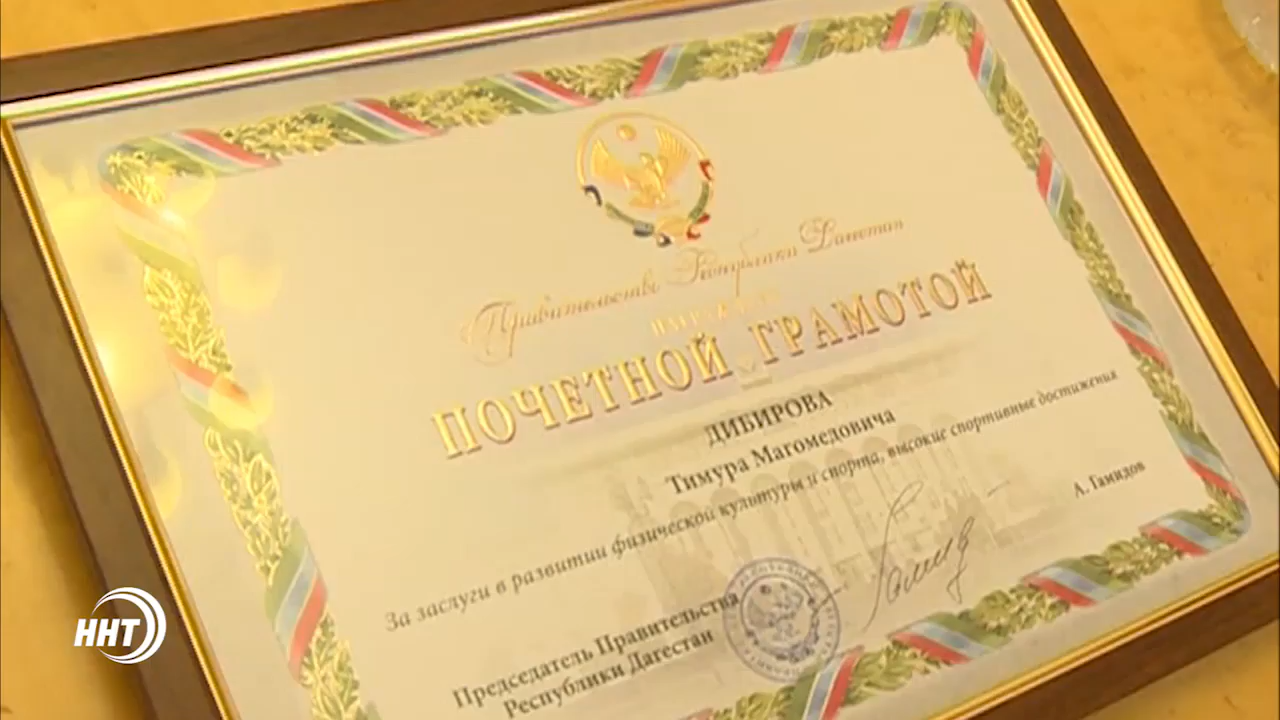 Правительство Республики Дагестан
НАГРАЖДАЕТ
ПОЧЕТНОЙ ГРАМОТОЙ
ДИБИРОВА
Тимура Магомедовича
За заслуги в развитии физической культуры и спорта, высокие спортивные достижения
Председатель Правительства
Республики Дагестан
А. Гамидов
ННТ